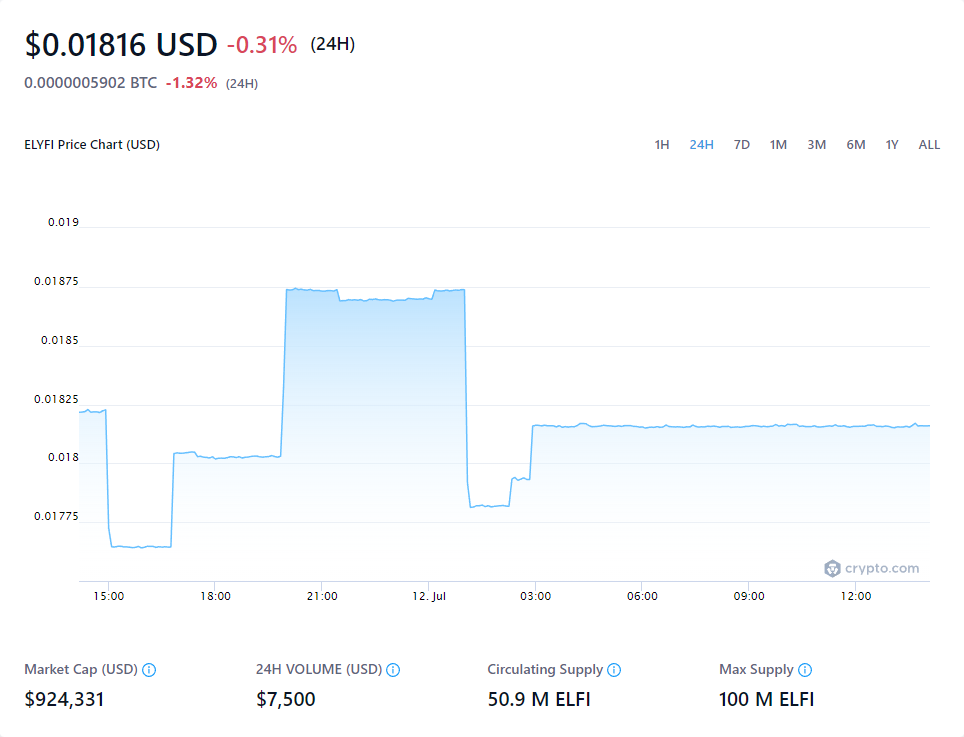 $0.01816 USD -0.31% (24H)
0.0000005902 BTC -1.32% (24H)
ELYFI Price Chart (USD) 1H 24H 7D 1M 3M 6M 1Y ALL
0.019
0.01875
0.0185
0.01825
0.018
0.01775
crypto.com
15:00 18:00 21:00 12. Jul 03:00 06:00 09:00 12:00
Market Cap (USD) 24H VOLUME (USD) Circulating Supply Max Supply
$924,331 $7,500 50.9 M ELFI 100 M ELFI